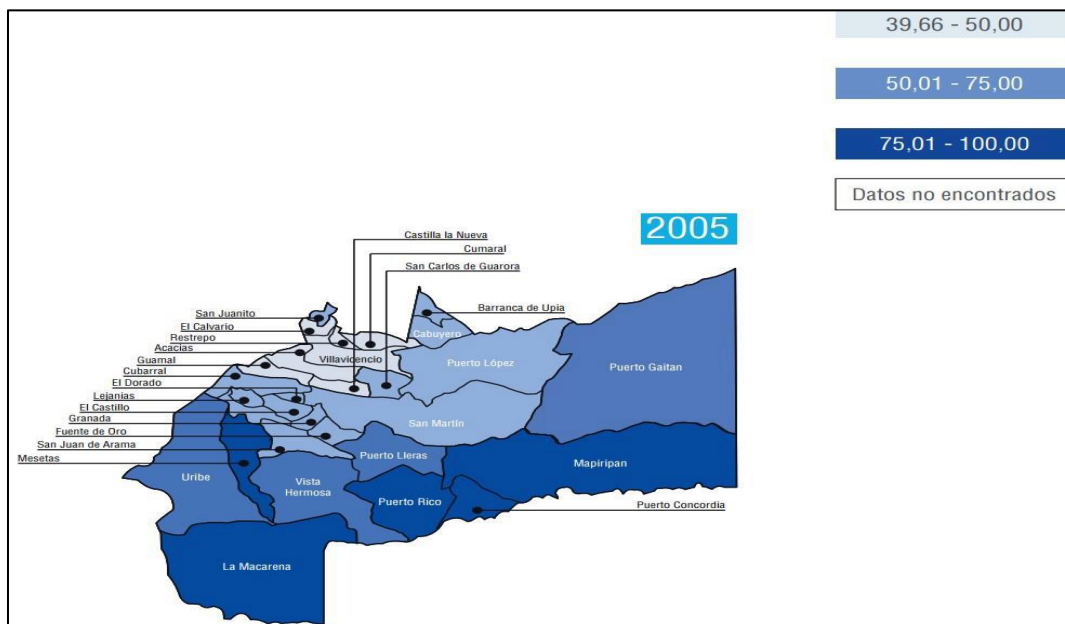 39,66 - 50,00
50,01 - 75,00
75,01 - 100,00
Datos no encontrados
2005
Castilla la Nueva
Cumaral
San Carlos de Guarora
Barranca de Upia
San Juanito
El Calvario
Restrepo
Acacias
Guamal
Cubarral
El Dorado
Lejanias
El Castillo
Granada
Fuente de Oro
San Juan de Arama
Mesetas
Cabuyero
Villavicencio
Puerto López
Puerto Gaitan
San Martín
Puerto Lleras
Mapiripan
Uribe
Vista
Hermosa
Puerto Rico
Puerto Concordia
La Macarena